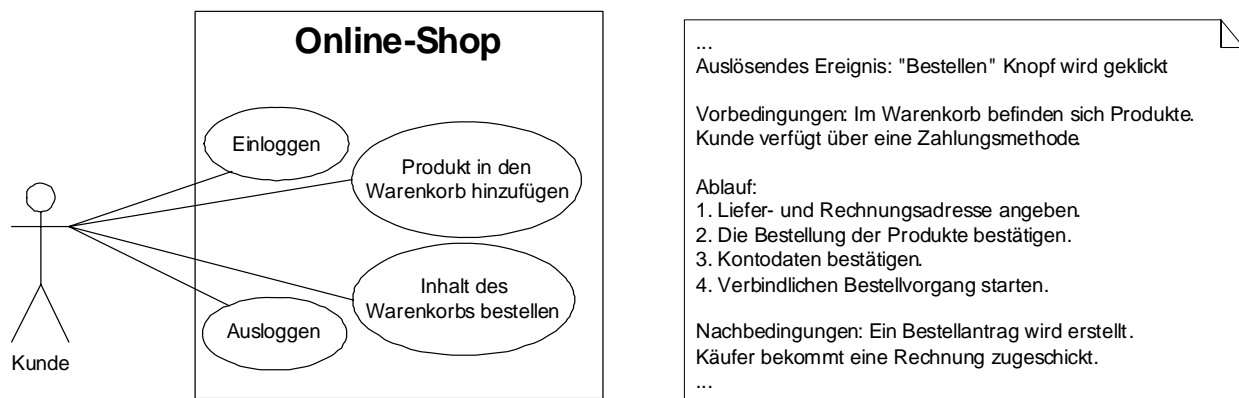 Online-Shop
Einloggen
Produkt in den
Warenkorb hinzufügen
Inhalt des
Warenkorbs bestellen
Ausloggen
Kunde
...
Auslösendes Ereignis: "Bestellen" Knopf wird geklickt
Vorbedingungen: Im Warenkorb befinden sich Produkte.
Kunde verfügt über eine Zahlungsmethode.
Ablauf:
1. Liefer- und Rechnungsadresse angeben.
2. Die Bestellung der Produkte bestätigen.
3. Kontodaten bestätigen.
4. Verbindlichen Bestellvorgang starten.
Nachbedingungen: Ein Bestellantrag wird erstellt.
Käufer bekommt eine Rechnung zugeschickt.
...